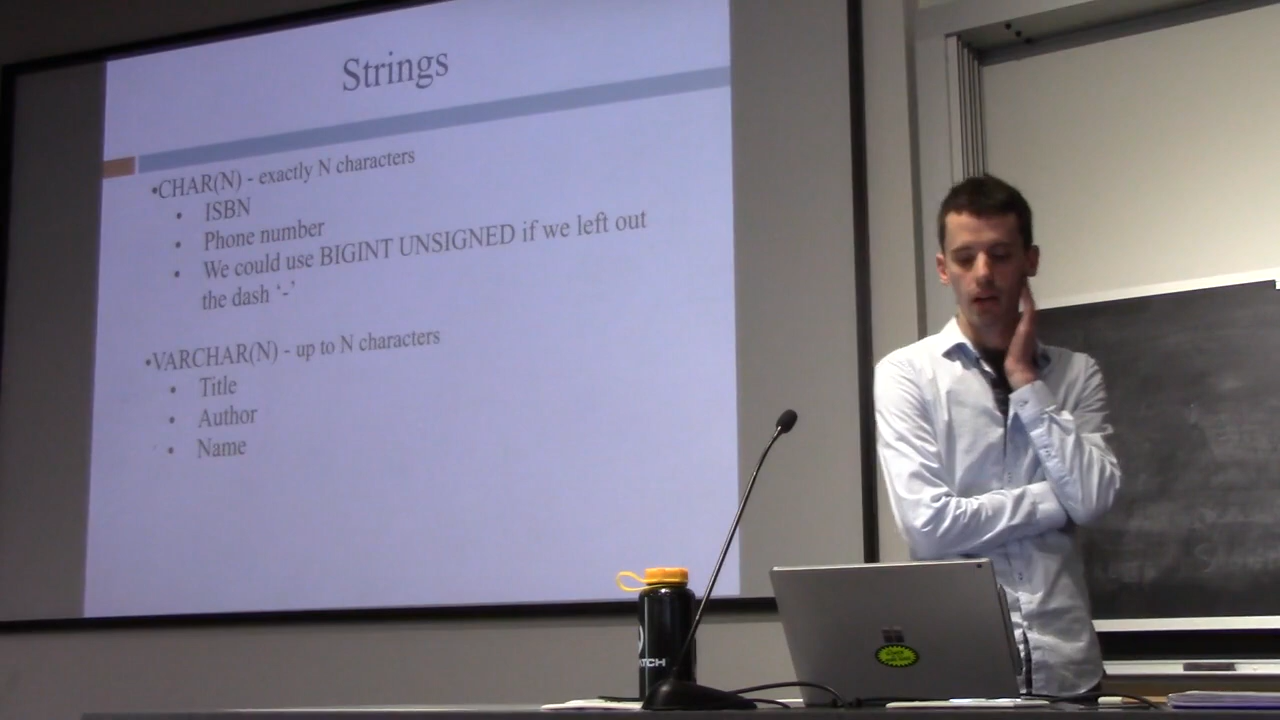 Strings
•CHAR(N) - exactly N characters
• ISBN
• Phone number
• We could use BIGINT UNSIGNED if we left out
the dash ‘-’
•VARCHAR(N) - up to N characters
• Title
• Author
• Name